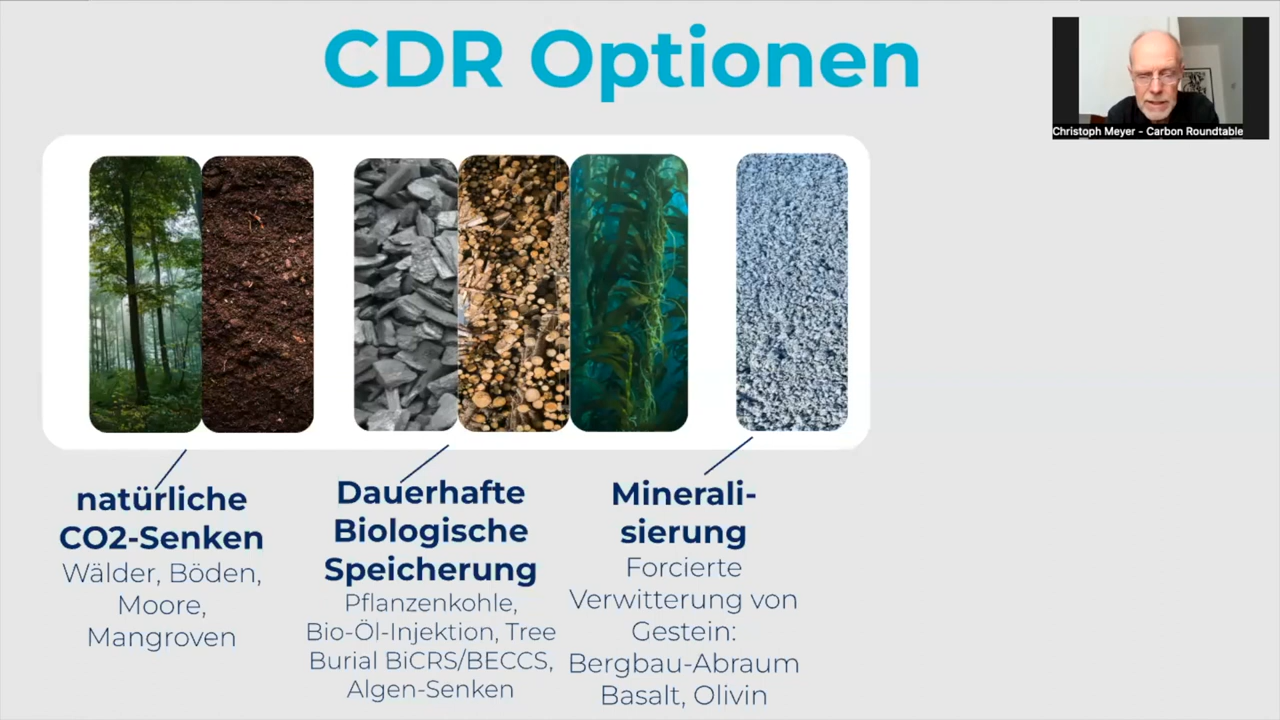 CDR Optionen
Christoph Meyer - Carbon Roundtable
natürliche
CO2-Senken
Wälder, Böden,
Moore,
Mangroven
Dauerhafte
Biologische
Speicherung
Pflanzenkohle,
Bio-Öl-Injektion, Tree
Burial BiCRS/BECCS,
Algen-Senken
Minerali-
sierung
Forcierte
Verwitterung von
Gestein:
Bergbau-Abraum
Basalt, Olivin